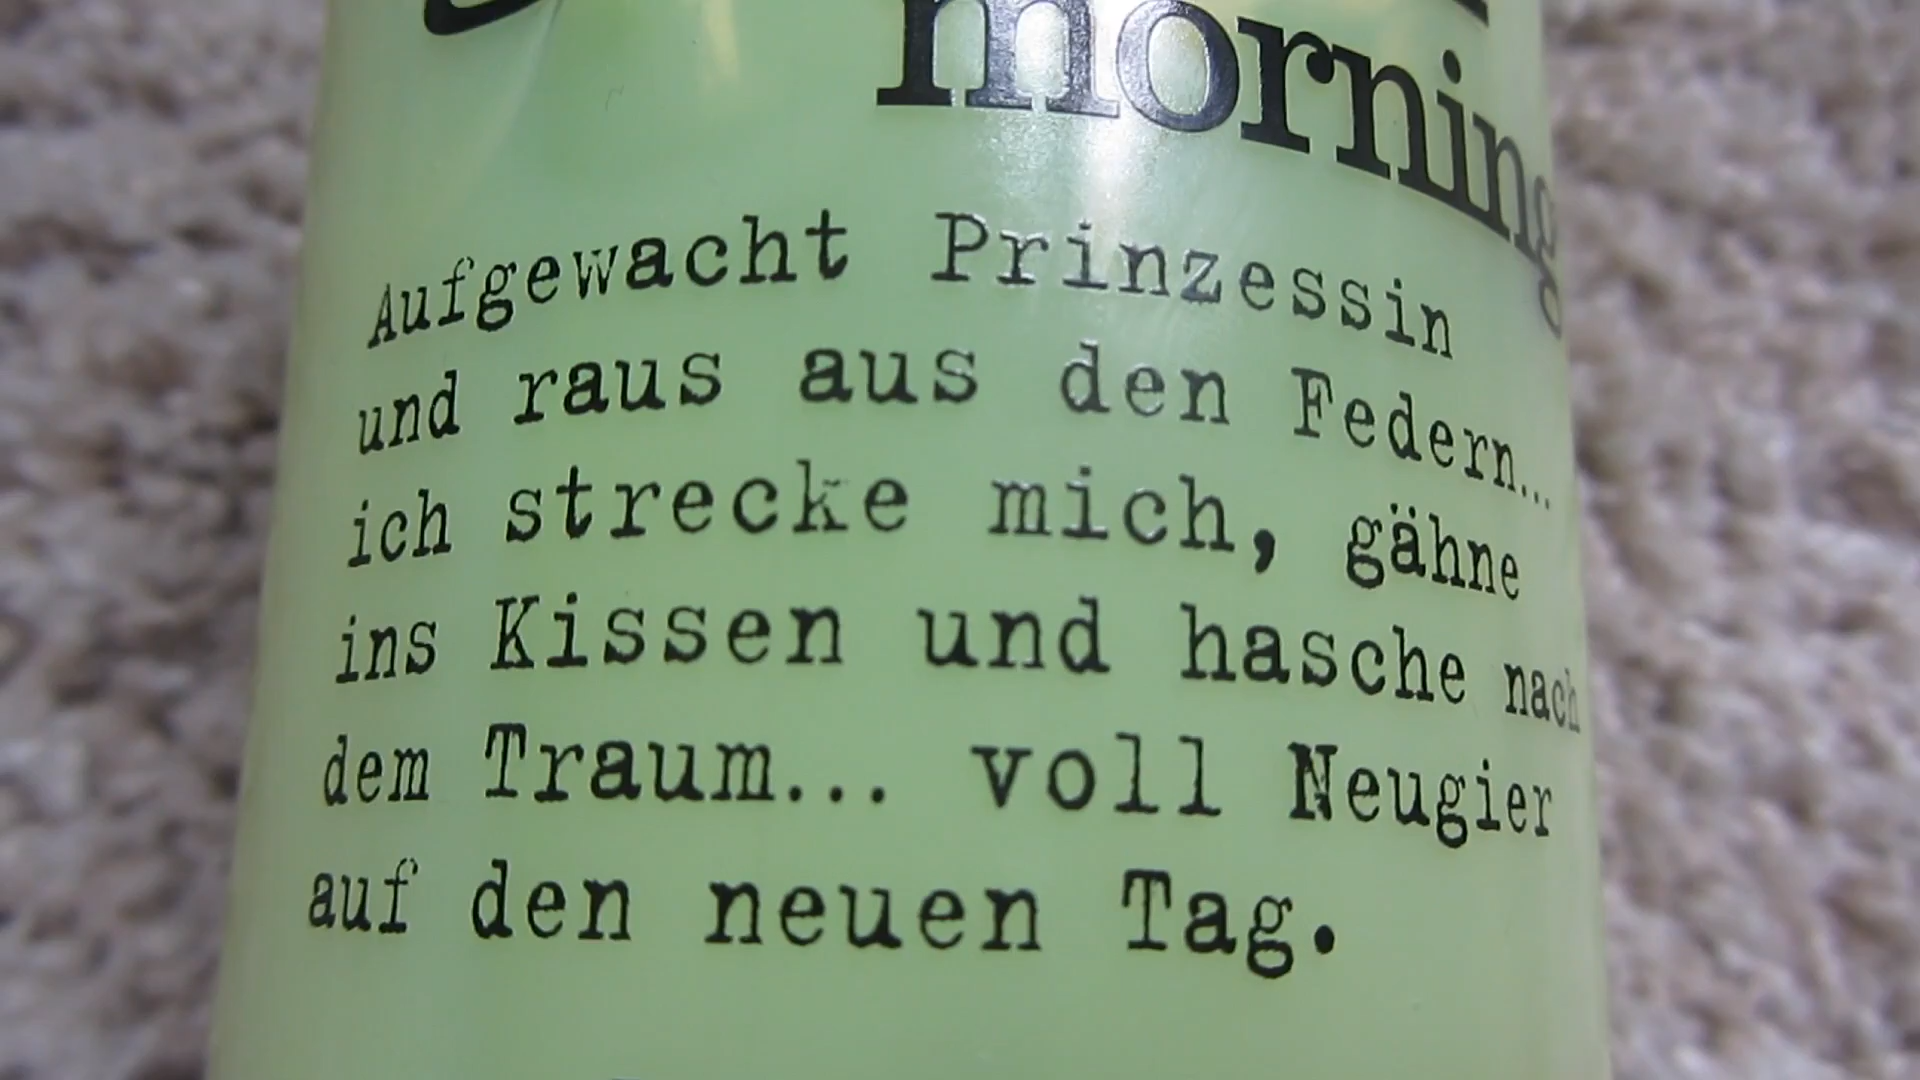 morning
Aufgewacht Prinzessin
und raus aus den Federn...
ich strecke mich, gähne
ins Kissen und hasche nach
dem Traum... voll Neugier
auf den neuen Tag.